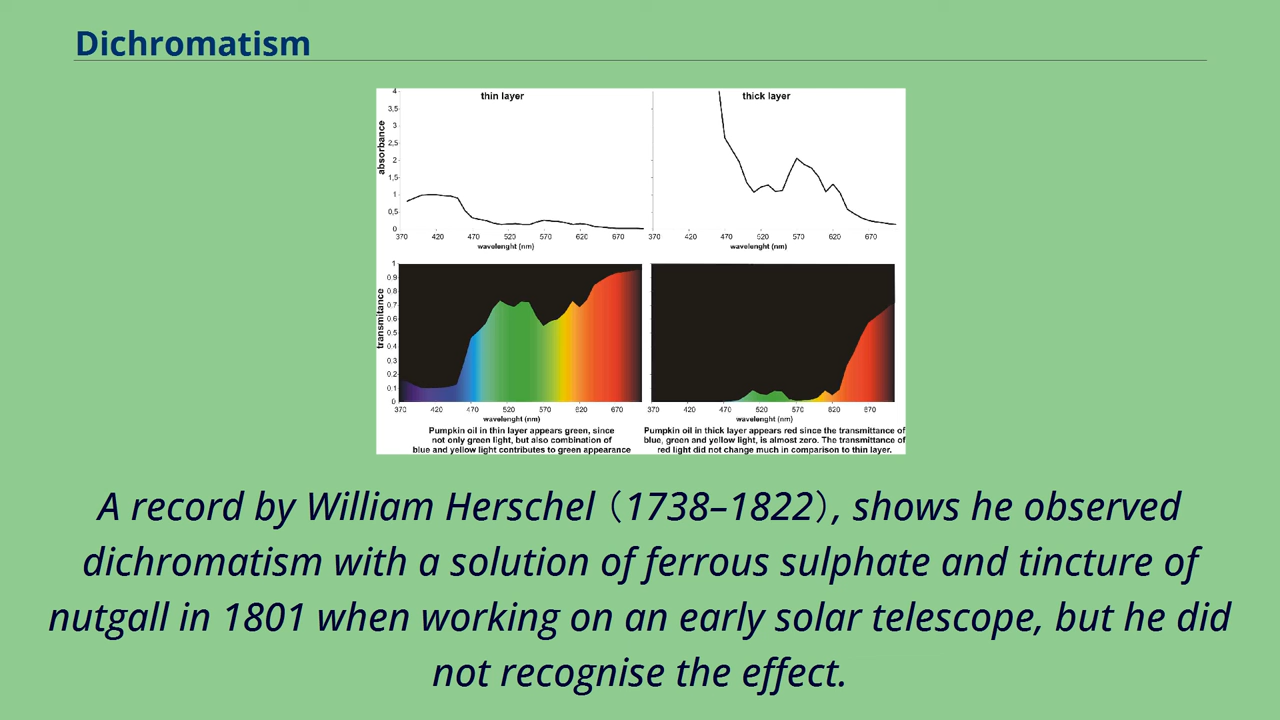 Dichromatism
thin layer
thick layer
absorbance
4
3,5
3
2,5
2
1,5
1
0,5
0
370 420 470 520 570 620 670
wavelenght (nm)
370 420 470 520 570 620 670
wavelenght (nm)
transmitance
1
0.9
0.8
0.7
0.6
0.5
0.4
0.3
0.2
0.1
0
370 420 470 520 570 620 670
wavelenght (nm)
370 420 470 520 570 620 670
wavelenght (nm)
Pumpkin oil in thin layer appears green, since
not only green light, but also combination of
blue and yellow light contributes to green appearance
Pumpkin oil in thick layer appears red since the transmittance of
blue, green and yellow light, is almost zero. The transmittance of
red light did not change much in comparison to thin layer.
A record by William Herschel（1738–1822）, shows he observed
dichromatism with a solution of ferrous sulphate and tincture of
nutgall in 1801 when working on an early solar telescope, but he did
not recognise the effect.